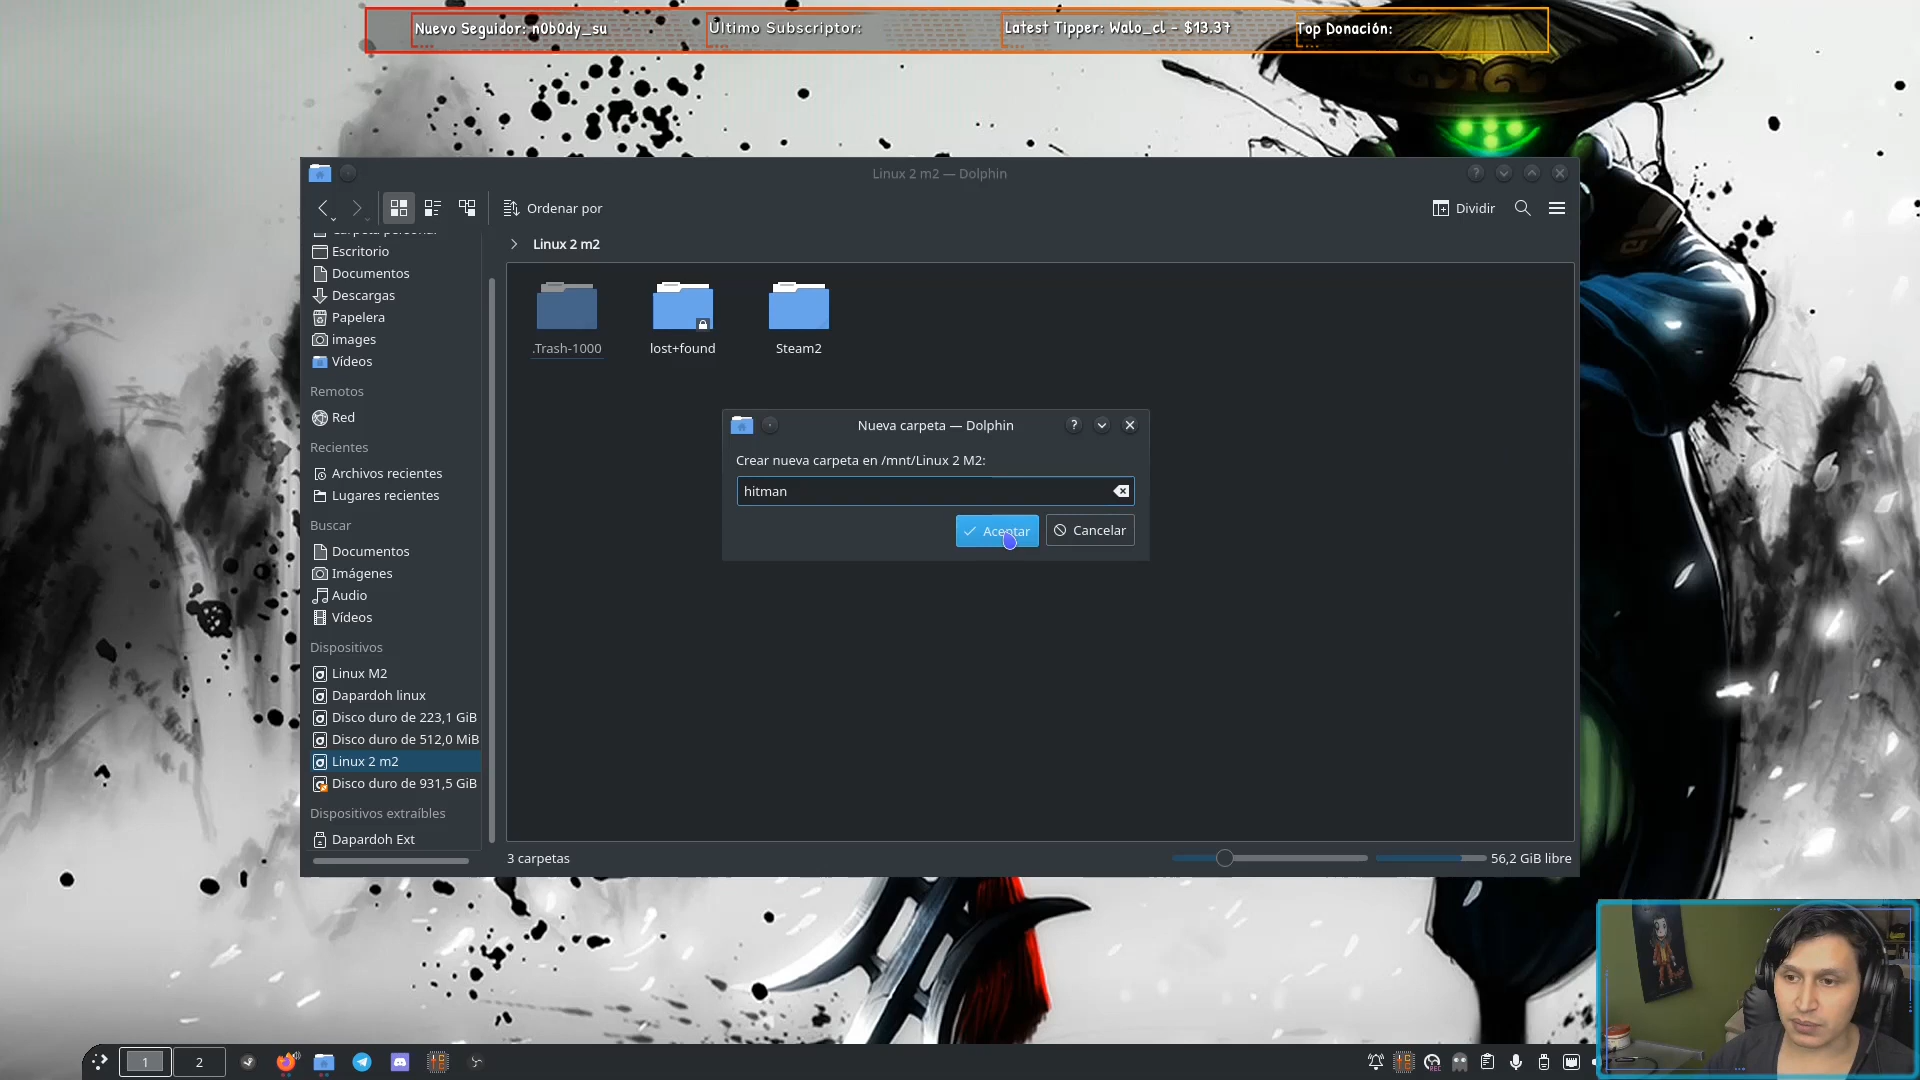 Nuevo Seguidor: n0b0dy_su
Último Subscriptor:
Latest Tipper: Walo_cl - $13.37
Top Donación:
Linux 2 m2 — Dolphin
Ordenar por
Dividir
Linux 2 m2
Escritorio
Documentos
Descargas
Papelera
images
Vídeos
Remotos
Red
Recientes
Archivos recientes
Lugares recientes
Buscar
Documentos
Imágenes
Audio
Vídeos
Dispositivos
Linux M2
Dapardoh linux
Disco duro de 223,1 GiB
Disco duro de 512,0 MiB
Linux 2 m2
Disco duro de 931,5 GiB
Dispositivos extraíbles
Dapardoh Ext
.Trash-1000
lost+found
Steam2
Nueva carpeta — Dolphin
Crear nueva carpeta en /mnt/Linux 2 M2:
hitman
Aceptar
Cancelar
3 carpetas
56,2 GiB libre
1
2